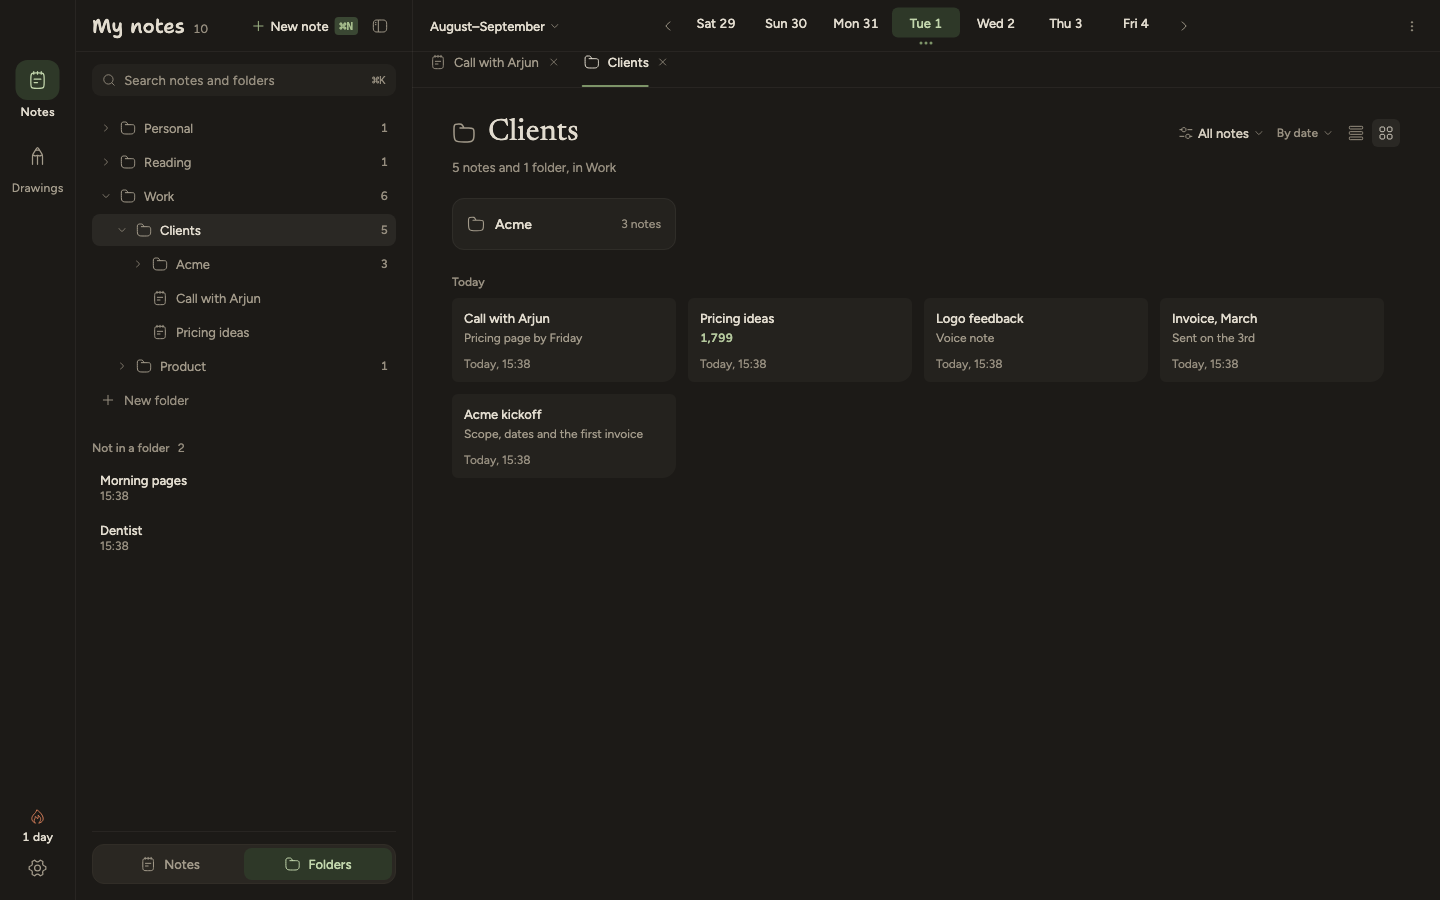 My notes 10
New note ⌘N
Notes
Drawings
Search notes and folders ⌘K
Personal 1
Reading 1
Work 6
Clients 5
Acme 3
Call with Arjun
Pricing ideas
Product 1
New folder
Not in a folder 2
Morning pages
15:38
Dentist
15:38
1 day
Notes
Folders
August–September
Sat 29
Sun 30
Mon 31
Tue 1
Wed 2
Thu 3
Fri 4
Call with Arjun
Clients
Clients
All notes
By date
5 notes and 1 folder, in Work
Acme 3 notes
Today
Call with Arjun
Pricing page by Friday
Today, 15:38
Pricing ideas
1,799
Today, 15:38
Logo feedback
Voice note
Today, 15:38
Invoice, March
Sent on the 3rd
Today, 15:38
Acme kickoff
Scope, dates and the first invoice
Today, 15:38